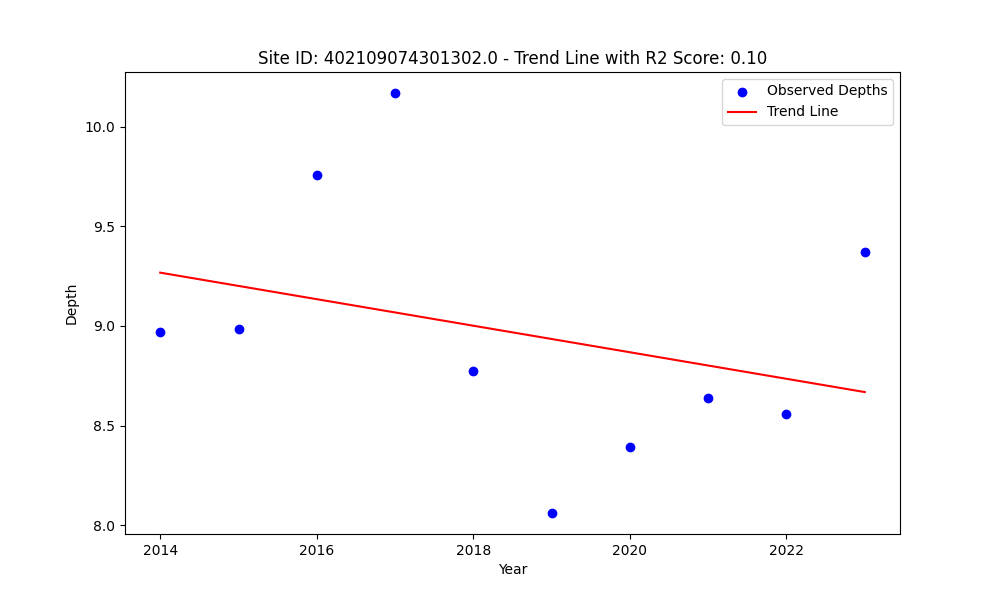 Site ID: 402109074301302.0 - Trend Line with R2 Score: 0.10
Observed Depths
Trend Line
10.0
9.5
9.0
8.5
8.0
Depth
2014
2016
2018
2020
2022
Year